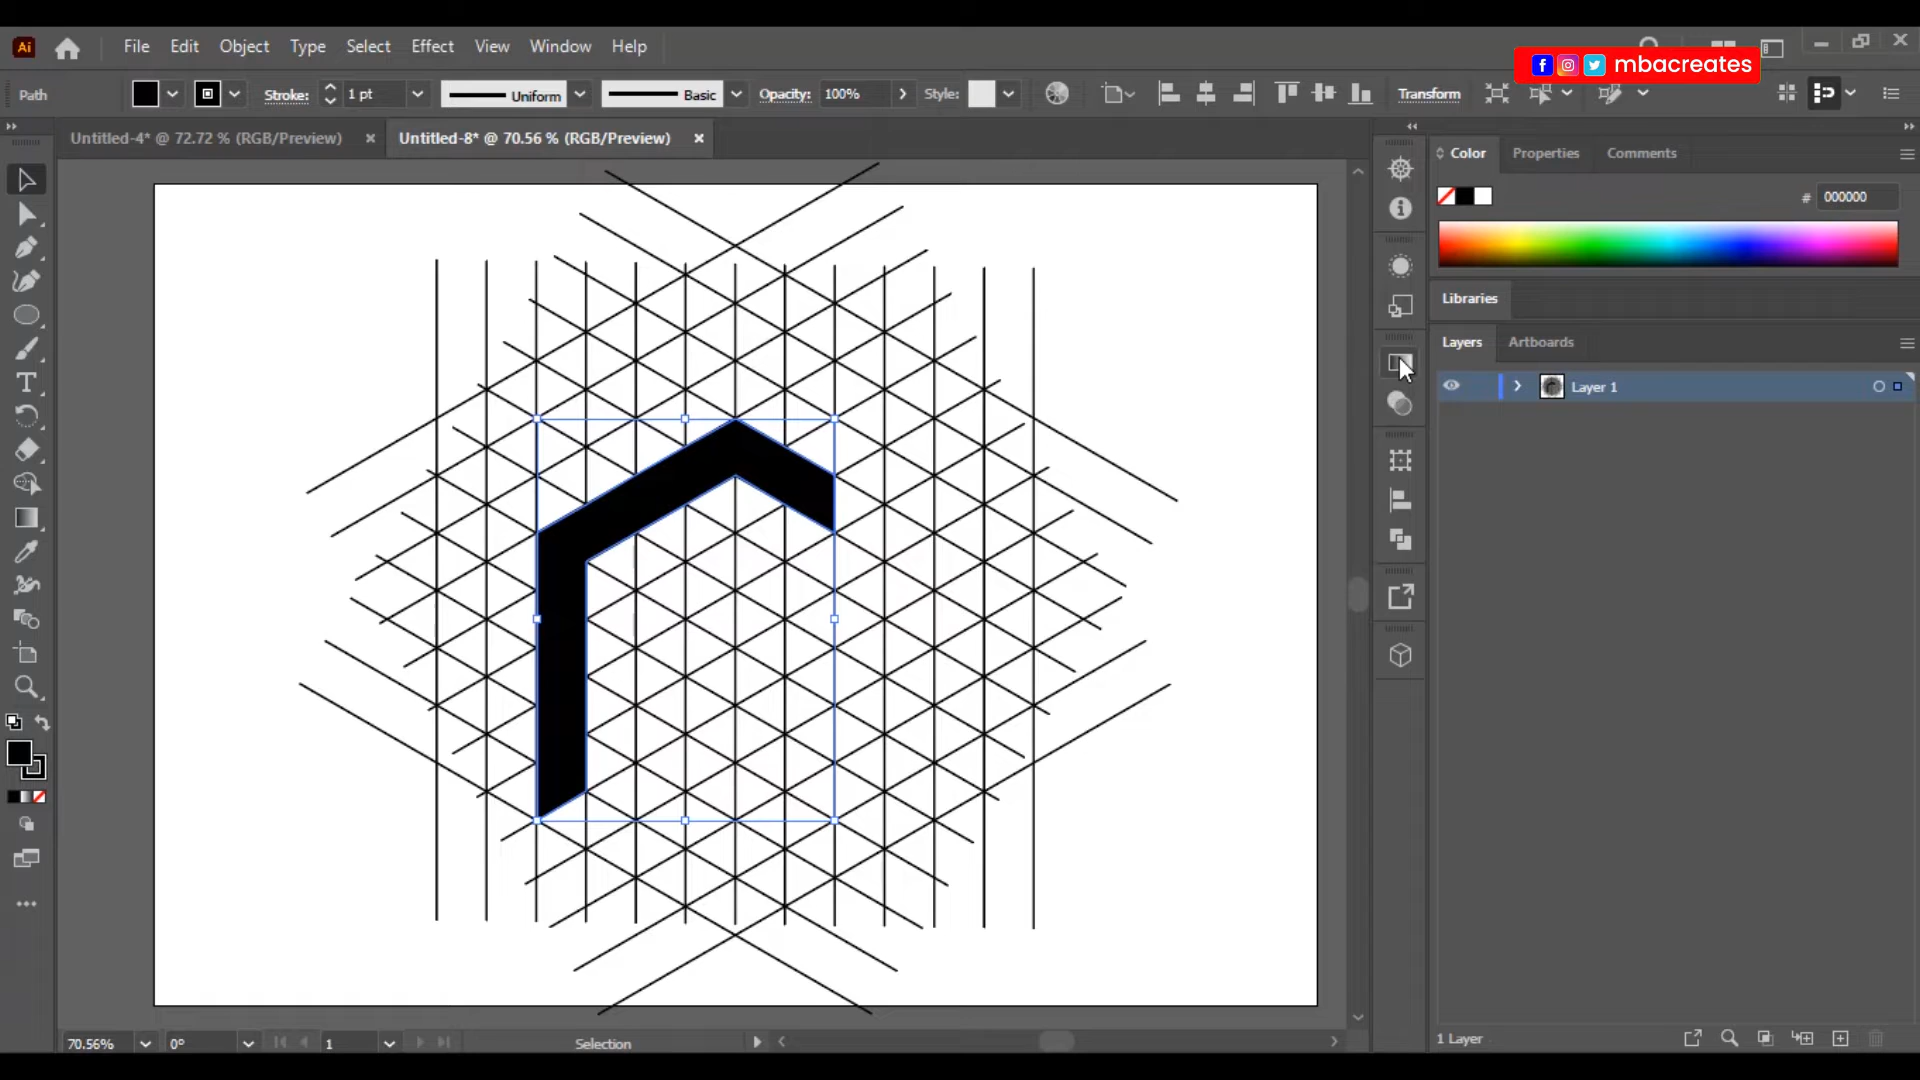 Ai File Edit Object Type Select Effect View Window Help
f mbacreates
Path Stroke: 1 pt Uniform Basic Opacity: 100% Style: Transform
Untitled-4* @ 72.72 % (RGB/Preview) × Untitled-8* @ 70.56 % (RGB/Preview) ×
Color Properties Comments
# 000000
Libraries
Layers Artboards
Layer 1
70.56% 0° 1 Selection
1 Layer